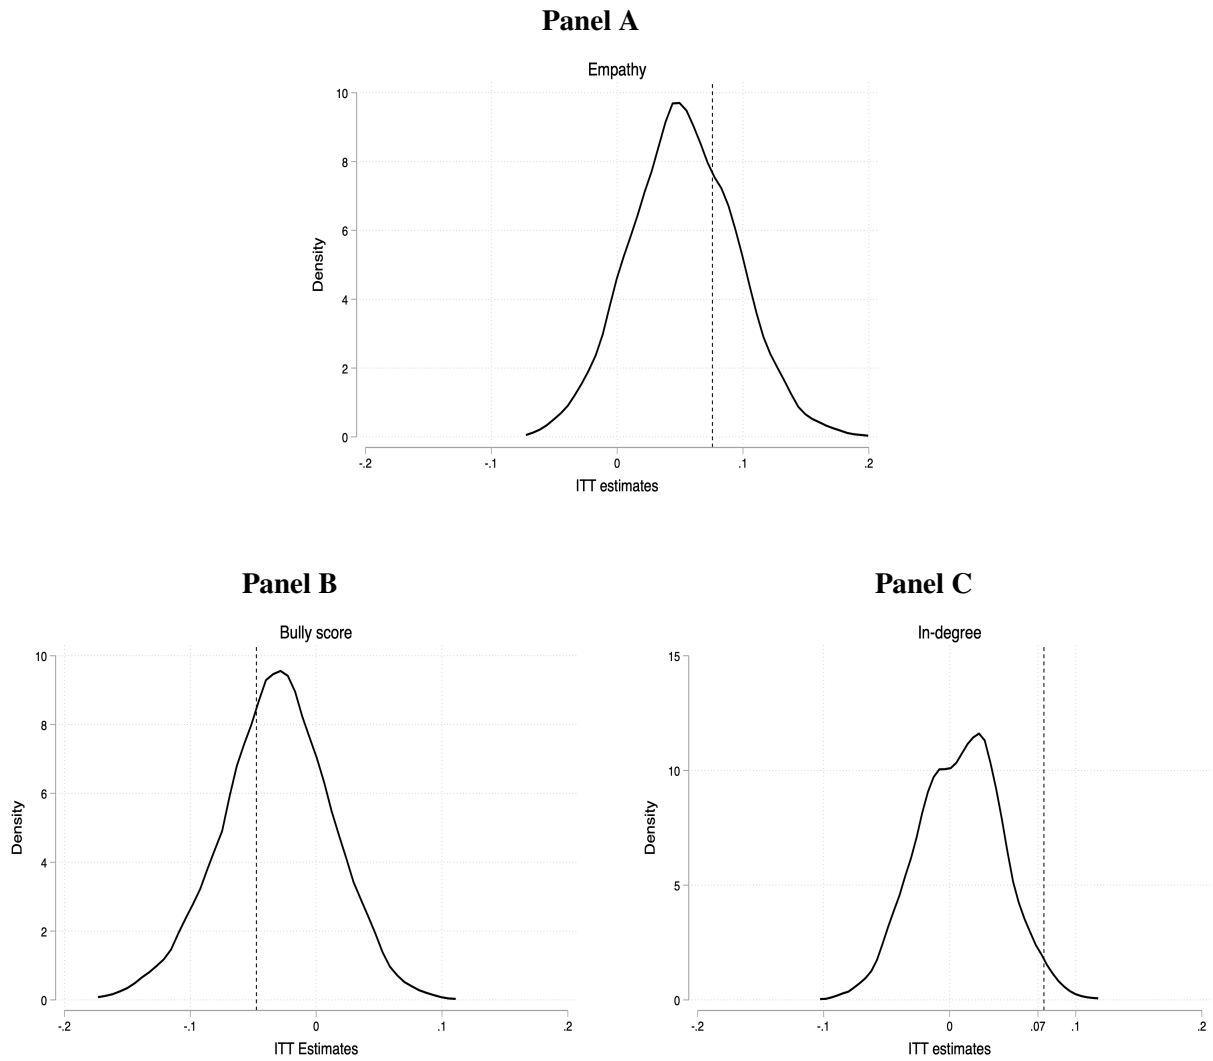 Panel A
Empathy
10
8
6
4
2
0
Density
-.2 -.1 0 .1 .2
ITT estimates
Panel B
Bully score
10
8
6
4
2
0
Density
-.2 -.1 0 .1 .2
ITT Estimates
Panel C
In-degree
15
10
5
0
Density
-.2 -.1 0 .07 .1 .2
ITT estimates